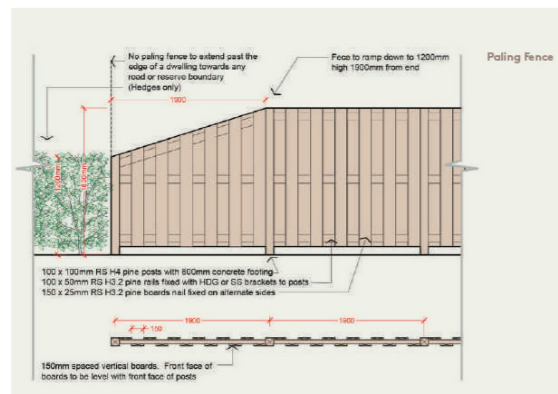 No paling fence to extend past the
edge of a dwelling towards any
road or reserve boundary
(Hedges only)
Fece to ramp down to 1200mm
high 1900mm from end
Paling Fence
1900
1200mm
100 x 100mm RS H4 pine posts with 600mm concrete footing
100 x 50mm RS H3.2 pine rails fixed with HDG or SS brackets to posts
150 x 25mm RS H3.2 pine boards nail fixed on alternate sides
1900
1900
150
150mm spaced vertical boards. Front face of
boards to be level with front face of posts